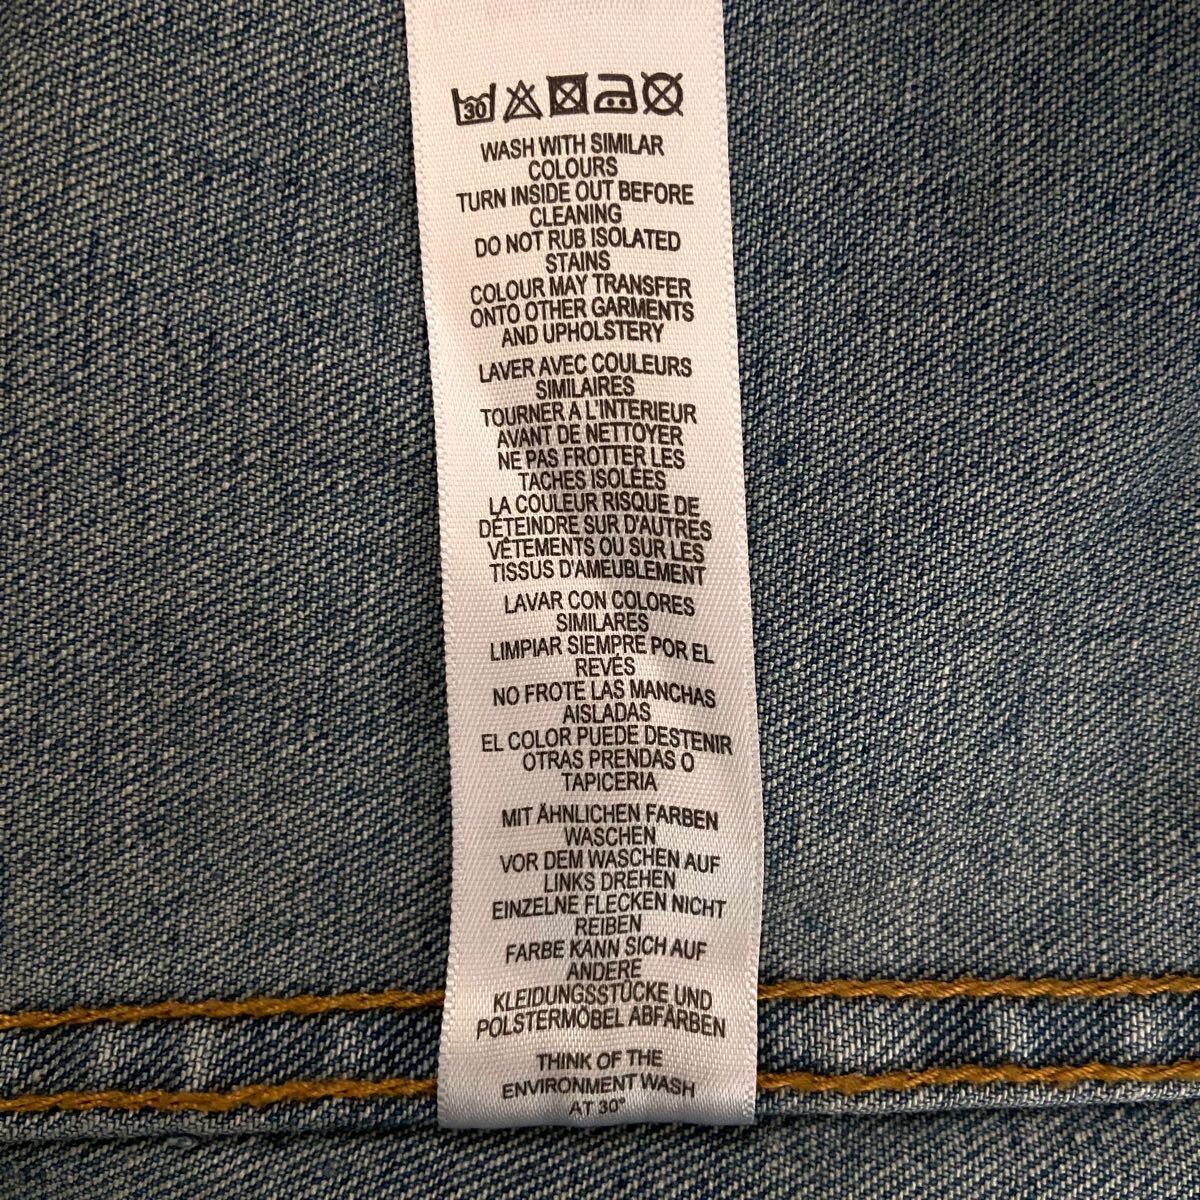 30
WASH WITH SIMILAR
COLOURS
TURN INSIDE OUT BEFORE
CLEANING
DO NOT RUB ISOLATED
STAINS
COLOUR MAY TRANSFER
ONTO OTHER GARMENTS
AND UPHOLSTERY
LAVER AVEC COULEURS
SIMILAIRES
TOURNER A L'INTERIEUR
AVANT DE NETTOYER
NE PAS FROTTER LES
TACHES ISOLÉES
LA COULEUR RISQUE DE
DÉTEINDRE SUR D'AUTRES
VÊTEMENTS OU SUR LES
TISSUS D'AMEUBLEMENT
LAVAR CON COLORES
SIMILARES
LIMPIAR SIEMPRE POR EL
REVÉS
NO FROTE LAS MANCHAS
AISLADAS
EL COLOR PUEDE DESTENIR
OTRAS PRENDAS O
TAPICERIA
MIT ÄHNLICHEN FARBEN
WASCHEN
VOR DEM WASCHEN AUF
LINKS DREHEN
EINZELNE FLECKEN NICHT
REIBEN
FARBE KANN SICH AUF
ANDERE
KLEIDUNGSSTÜCKE UND
POLSTERMÖBEL ABFÄRBEN
THINK OF THE
ENVIRONMENT WASH
AT 30°